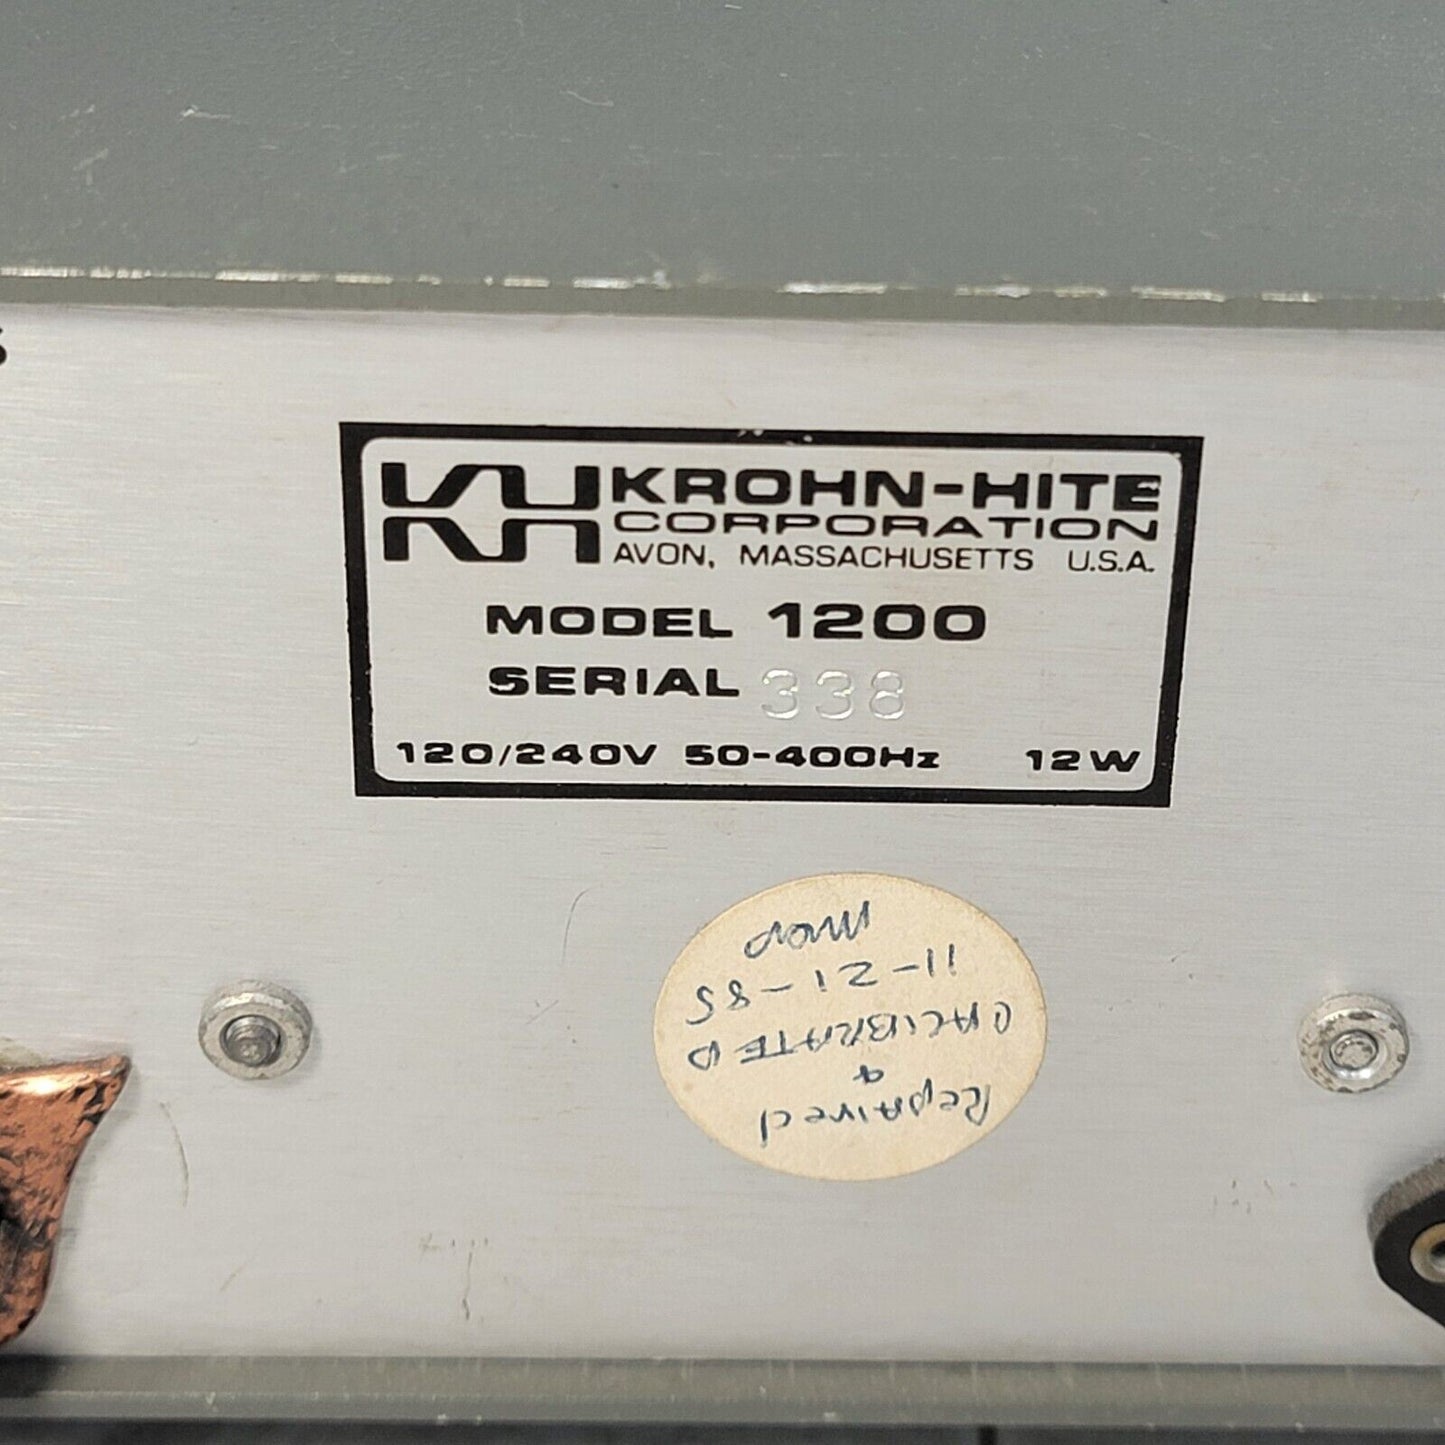 KH KROHN-HITE
CORPORATION
AVON, MASSACHUSETTS U.S.A.
MODEL 1200
SERIAL 338
120/240V 50-400Hz 12W
Repaired
&
CALIBRATED
11-21-85